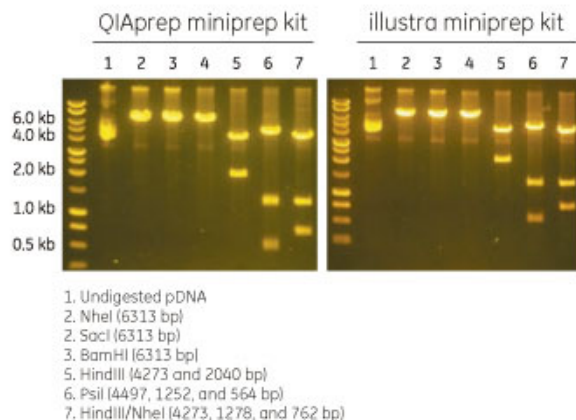 QIAprep miniprep kit
illustra miniprep kit
1 2 3 4 5 6 7
1 2 3 4 5 6 7
6.0 kb
4.0 kb
2.0 kb
1.0 kb
0.5 kb
1. Undigested pDNA
2. NheI (6313 bp)
2. SacI (6313 bp)
3. BamHI (6313 bp)
5. HindIII (4273 and 2040 bp)
6. PsiI (4497, 1252, and 564 bp)
7. HindIII/NheI (4273, 1278, and 762 bp)